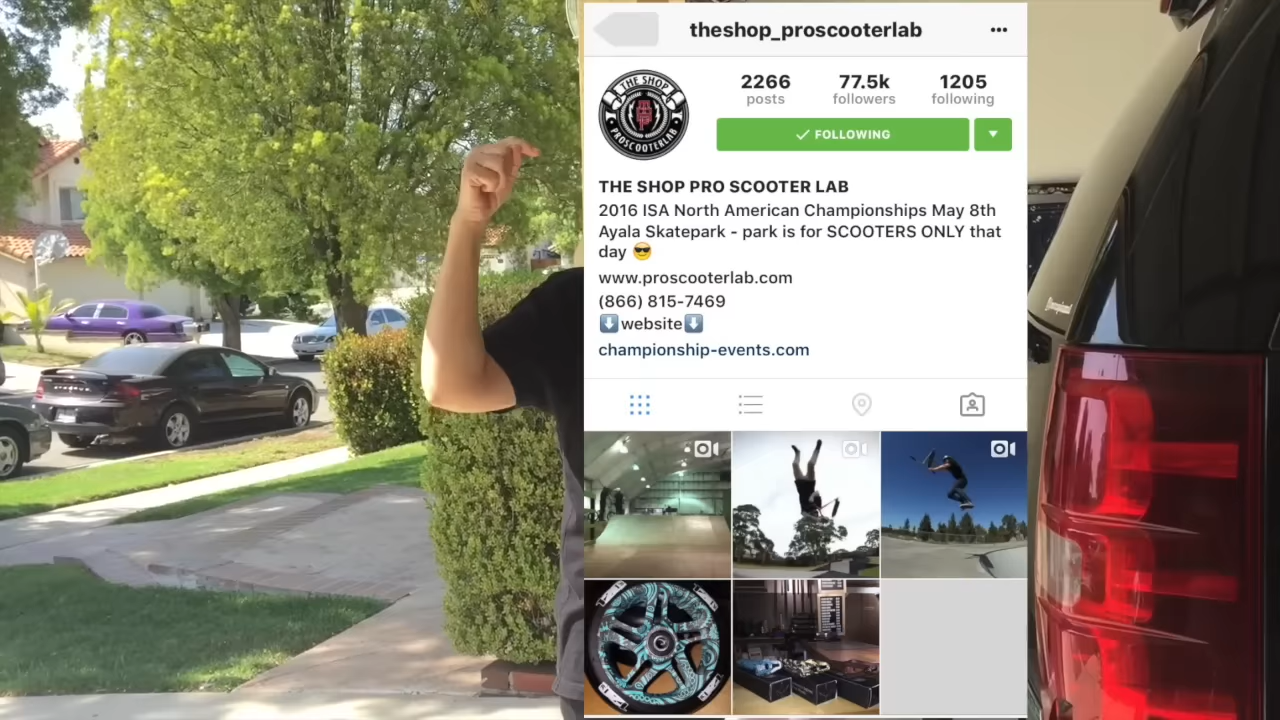 theshop_proscooterlab
THE SHOP
PROSCOOTERLAB
2266
posts
77.5k
followers
1205
following
FOLLOWING
THE SHOP PRO SCOOTER LAB
2016 ISA North American Championships May 8th
Ayala Skatepark - park is for SCOOTERS ONLY that
day 😎
www.proscooterlab.com
(866) 815-7469
⬇️website⬇️
championship-events.com